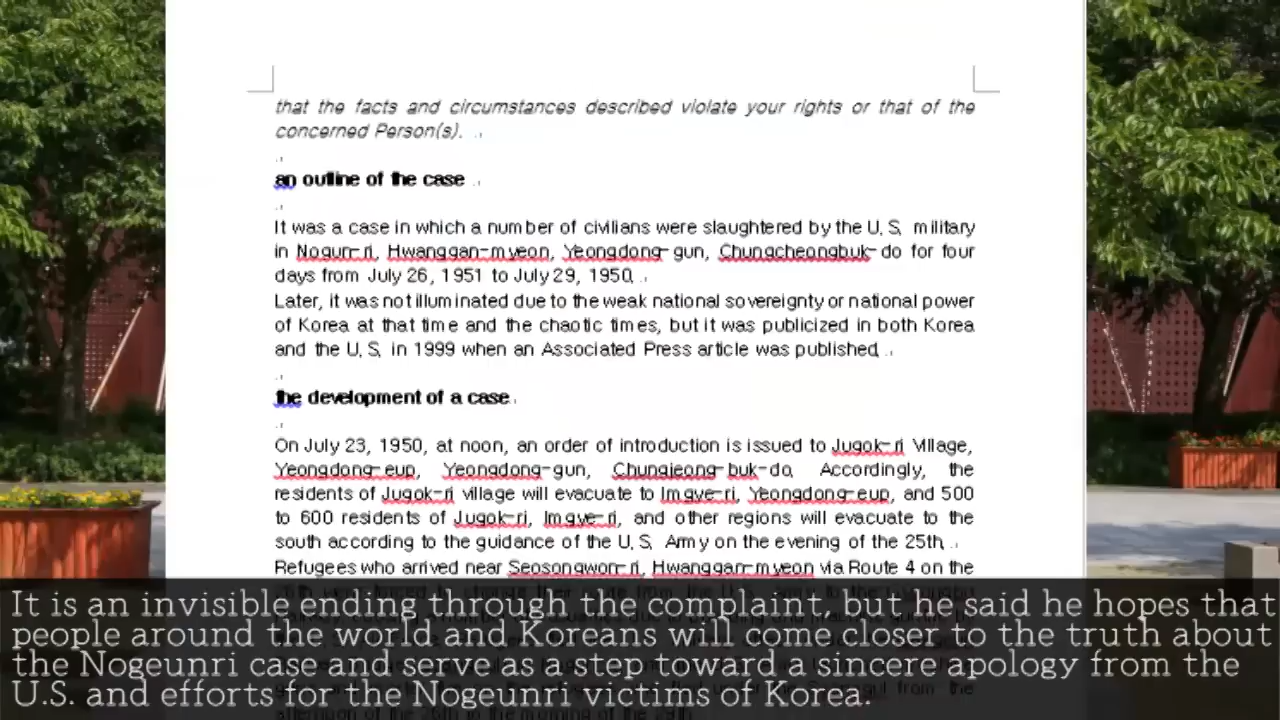 that the facts and circumstances described violate your rights or that of the
concerned Person(s).
an outline of the case
It was a case in which a number of civilians were slaughtered by the U.S. military
in Nogun-ri, Hwanggan-myeon, Yeongdong-gun, Chungcheongbuk-do for four
days from July 26, 1951 to July 29, 1950.
Later, it was not illuminated due to the weak national sovereignty or national power
of Korea at that time and the chaotic times, but it was publicized in both Korea
and the U.S. in 1999 when an Associated Press article was published.
the development of a case
On July 23, 1950, at noon, an order of introduction is issued to Jugok-ri Village,
Yeongdong-eup, Yeongdong-gun, Chungjeong-buk-do. Accordingly, the
residents of Jugok-ri village will evacuate to Imgye-ri, Yeongdong-eup, and 500
to 600 residents of Jugok-ri, Imgye-ri, and other regions will evacuate to the
south according to the guidance of the U.S. Army on the evening of the 25th.
Refugees who arrived near Seosongwon-ri, Hwanggan-myeon via Route 4 on the
It is an invisible ending through the complaint, but he said he hopes that
people around the world and Koreans will come closer to the truth about
the Nogeunri case and serve as a step toward a sincere apology from the
U.S. and efforts for the Nogeunri victims of Korea.